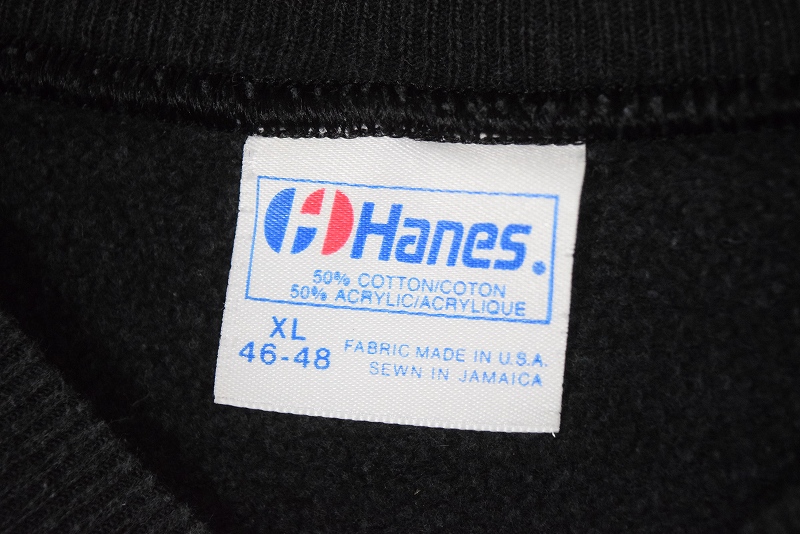 Hanes.
50% COTTON/COTON
50% ACRYLIC/ACRYLIQUE
XL
46-48
FABRIC MADE IN U.S.A.
SEWN IN JAMAICA